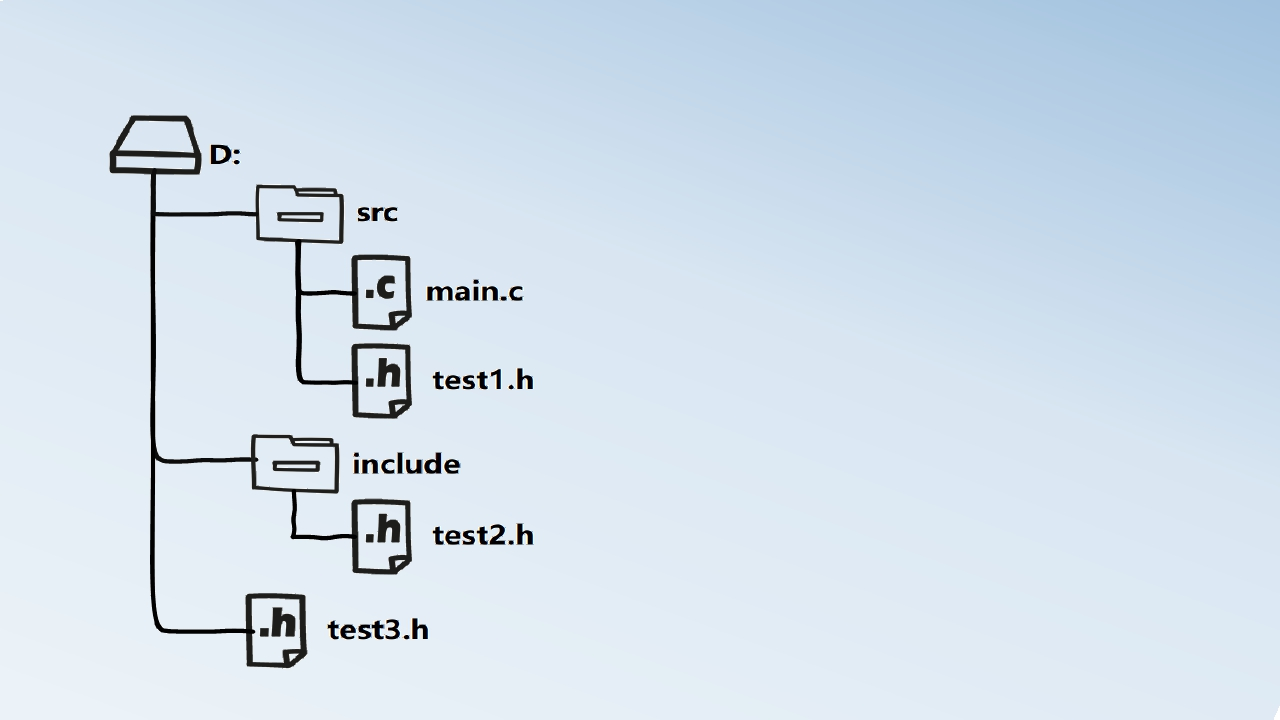 D:
src
.c
main.c
.h
test1.h
include
.h
test2.h
.h
test3.h